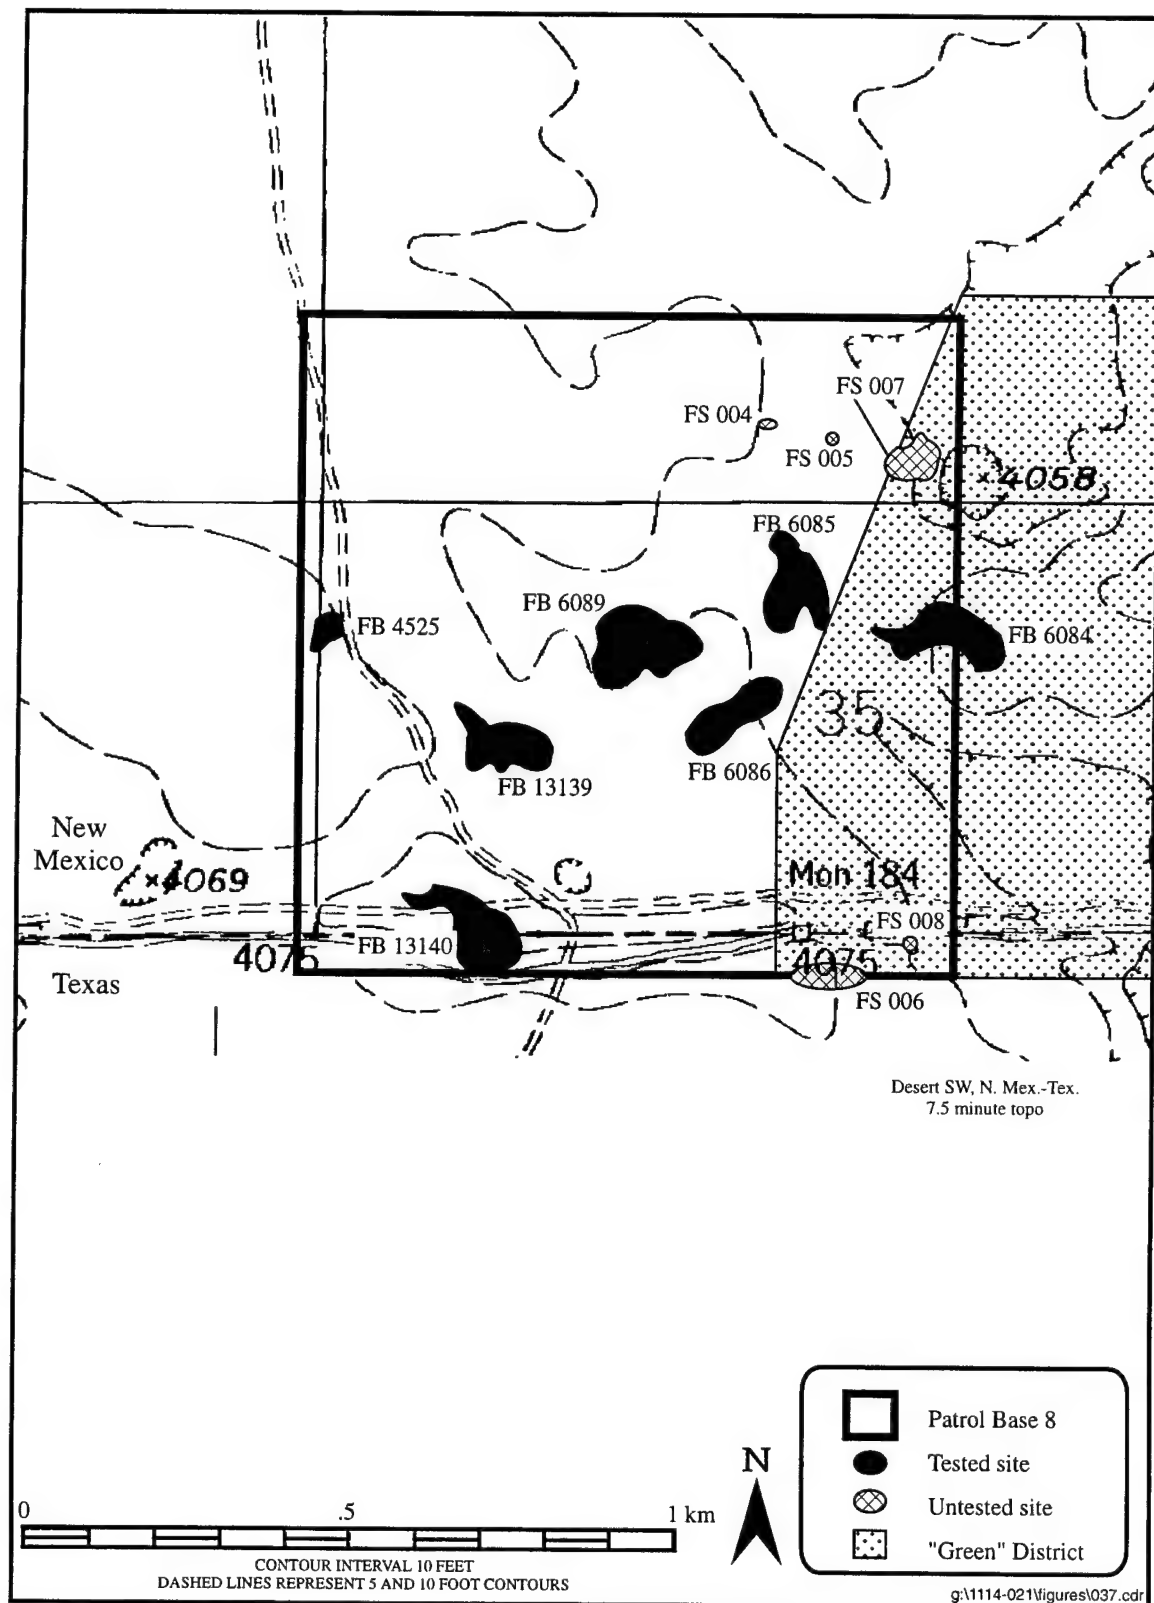 FS 007
FS 004
FS 005
4058
FB 6085
FB 6089
FB 4525
FB 6084
35
FB 6086
FB 13139
New
Mexico
4069
Mon 184
FS 008
FB 13140
4075
4075
Texas
FS 006
Desert SW, N. Mex.-Tex.
7.5 minute topo
Patrol Base 8
N
Tested site
Untested site
"Green" District
0 .5 1 km
CONTOUR INTERVAL 10 FEET
DASHED LINES REPRESENT 5 AND 10 FOOT CONTOURS
g:\1114-021\figures\037.cdr